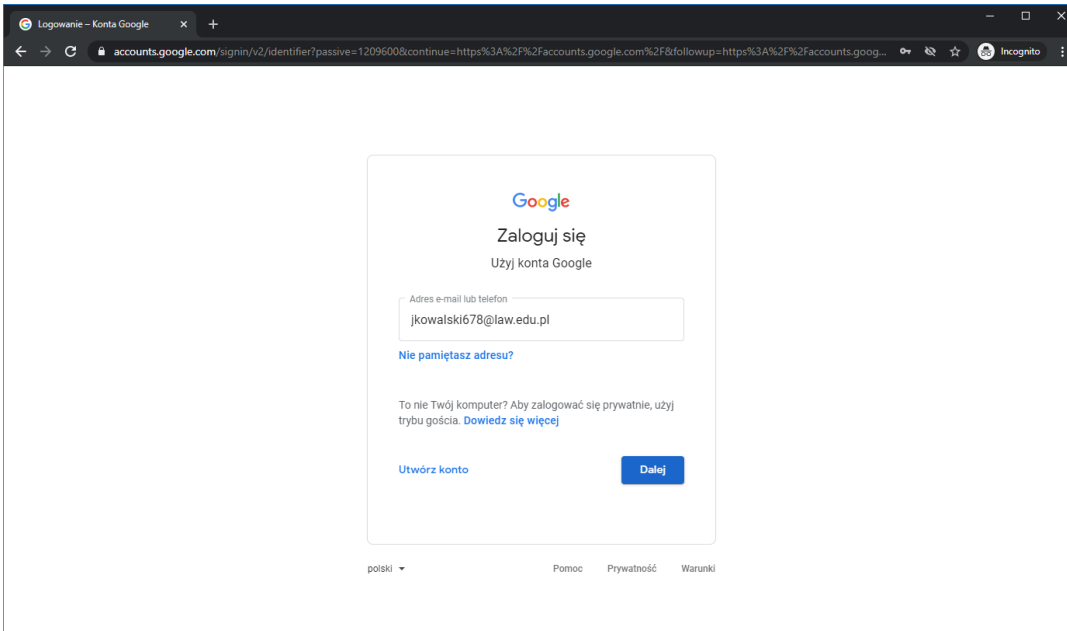 Logowanie – Konta Google
accounts.google.com/signin/v2/identifier?passive=1209600&continue=https%3A%2F%2Faccounts.google.com%2F&followup=https%3A%2F%2Faccounts.goog...
Incognito
Google
Zaloguj się
Użyj konta Google
Adres e-mail lub telefon
jkowalski678@law.edu.pl
Nie pamiętasz adresu?
To nie Twój komputer? Aby zalogować się prywatnie, użyj
trybu gościa. Dowiedz się więcej
Utwórz konto
Dalej
polski
Pomoc Prywatność Warunki